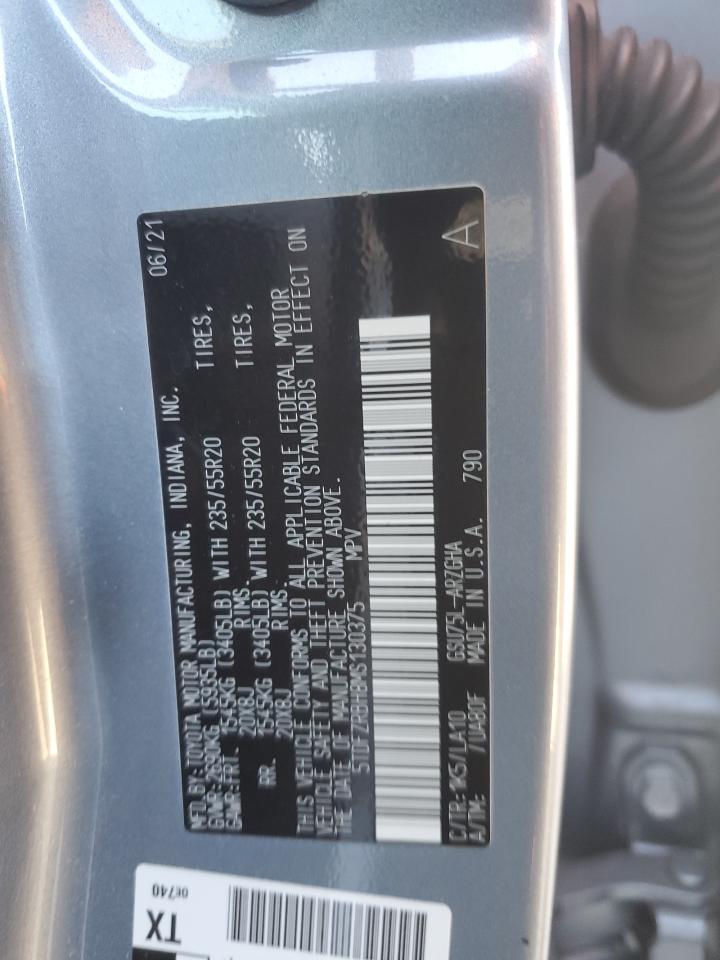 MFD. BY: TOYOTA MOTOR MANUFACTURING, INDIANA, INC. 06/21
GVWR: 2690KG (5935LB)
GAWR: FRT. 1545KG (3405LB) WITH 235/55R20 TIRES,
20X8J RIMS.
RR. 1545KG (3405LB) WITH 235/55R20 TIRES,
20X8J RIMS.
THIS VEHICLE CONFORMS TO ALL APPLICABLE FEDERAL MOTOR
VEHICLE SAFETY AND THEFT PREVENTION STANDARDS IN EFFECT ON
THE DATE OF MANUFACTURE SHOWN ABOVE.
MPV
C/TR: 1K5/LA10 GSU75L-ARZGHA
A/TM: /UA80F MADE IN U.S.A. 790 A
0E740
TX